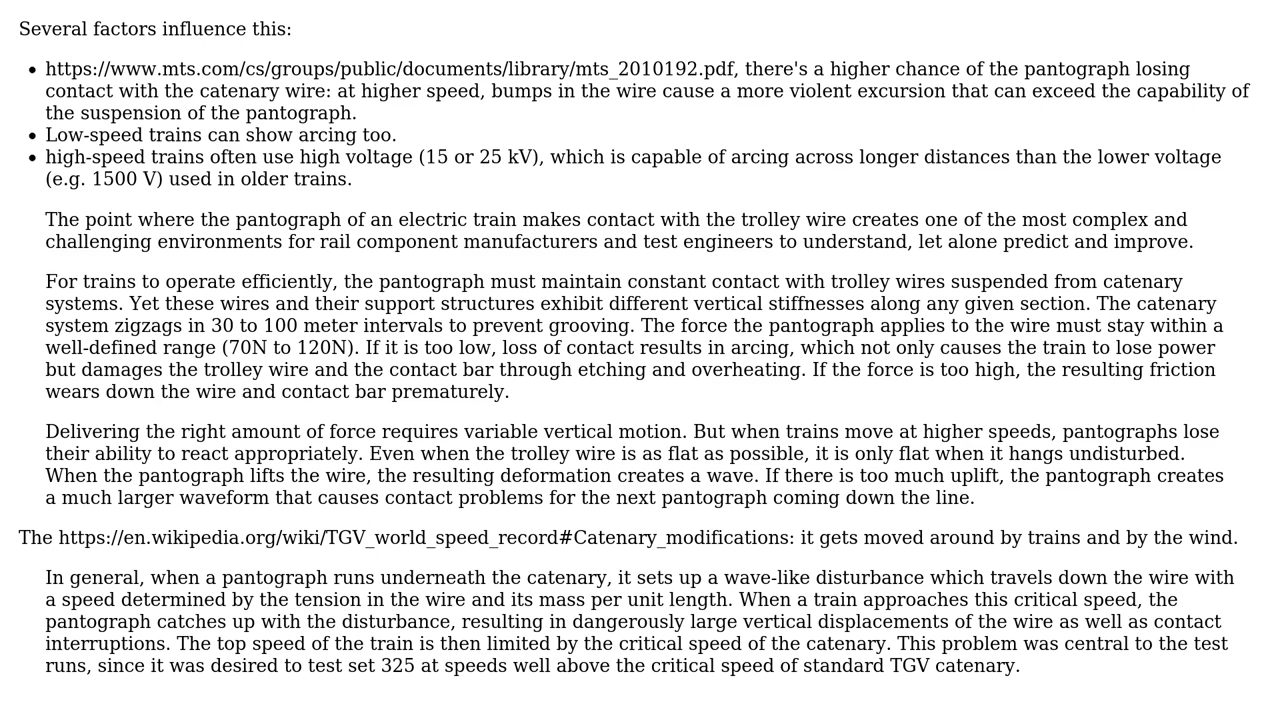 Several factors influence this:
• https://www.mts.com/cs/groups/public/documents/library/mts_2010192.pdf, there's a higher chance of the pantograph losing
contact with the catenary wire: at higher speed, bumps in the wire cause a more violent excursion that can exceed the capability of
the suspension of the pantograph.
• Low-speed trains can show arcing too.
• high-speed trains often use high voltage (15 or 25 kV), which is capable of arcing across longer distances than the lower voltage
(e.g. 1500 V) used in older trains.
The point where the pantograph of an electric train makes contact with the trolley wire creates one of the most complex and
challenging environments for rail component manufacturers and test engineers to understand, let alone predict and improve.
For trains to operate efficiently, the pantograph must maintain constant contact with trolley wires suspended from catenary
systems. Yet these wires and their support structures exhibit different vertical stiffnesses along any given section. The catenary
system zigzags in 30 to 100 meter intervals to prevent grooving. The force the pantograph applies to the wire must stay within a
well-defined range (70N to 120N). If it is too low, loss of contact results in arcing, which not only causes the train to lose power
but damages the trolley wire and the contact bar through etching and overheating. If the force is too high, the resulting friction
wears down the wire and contact bar prematurely.
Delivering the right amount of force requires variable vertical motion. But when trains move at higher speeds, pantographs lose
their ability to react appropriately. Even when the trolley wire is as flat as possible, it is only flat when it hangs undisturbed.
When the pantograph lifts the wire, the resulting deformation creates a wave. If there is too much uplift, the pantograph creates
a much larger waveform that causes contact problems for the next pantograph coming down the line.
The https://en.wikipedia.org/wiki/TGV_world_speed_record#Catenary_modifications: it gets moved around by trains and by the wind.
In general, when a pantograph runs underneath the catenary, it sets up a wave-like disturbance which travels down the wire with
a speed determined by the tension in the wire and its mass per unit length. When a train approaches this critical speed, the
pantograph catches up with the disturbance, resulting in dangerously large vertical displacements of the wire as well as contact
interruptions. The top speed of the train is then limited by the critical speed of the catenary. This problem was central to the test
runs, since it was desired to test set 325 at speeds well above the critical speed of standard TGV catenary.